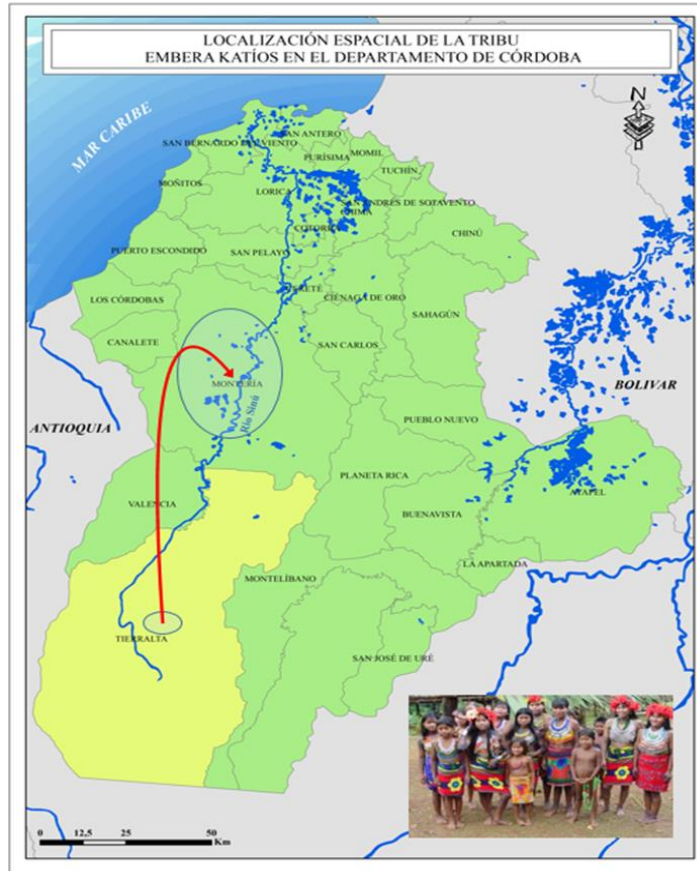 LOCALIZACIÓN ESPACIAL DE LA TRIBU
EMBERA KATÍOS EN EL DEPARTAMENTO DE CÓRDOBA
N
MAR CARIBE
SAN ANTERO
SAN BERNARDO DEL VIENTO
PURÍSIMA
MOMIL
TUCHÍN
MOÑITOS
LORICA
SAN ANDRÉS DE SOTAVENTO
CHIMA
COTORRA
CHINÚ
PUERTO ESCONDIDO
SAN PELAYO
CERETÉ
LOS CÓRDOBAS
CIÉNAGA DE ORO
SAHAGÚN
CANALETE
SAN CARLOS
MONTERÍA
BOLIVAR
Río Sinú
ANTIOQUIA
PUEBLO NUEVO
PLANETA RICA
AYAPEL
VALENCIA
BUENAVISTA
LA APARTADA
MONTELÍBANO
TIERRALTA
SAN JOSÉ DE URÉ
0 12,5 25 50
Km